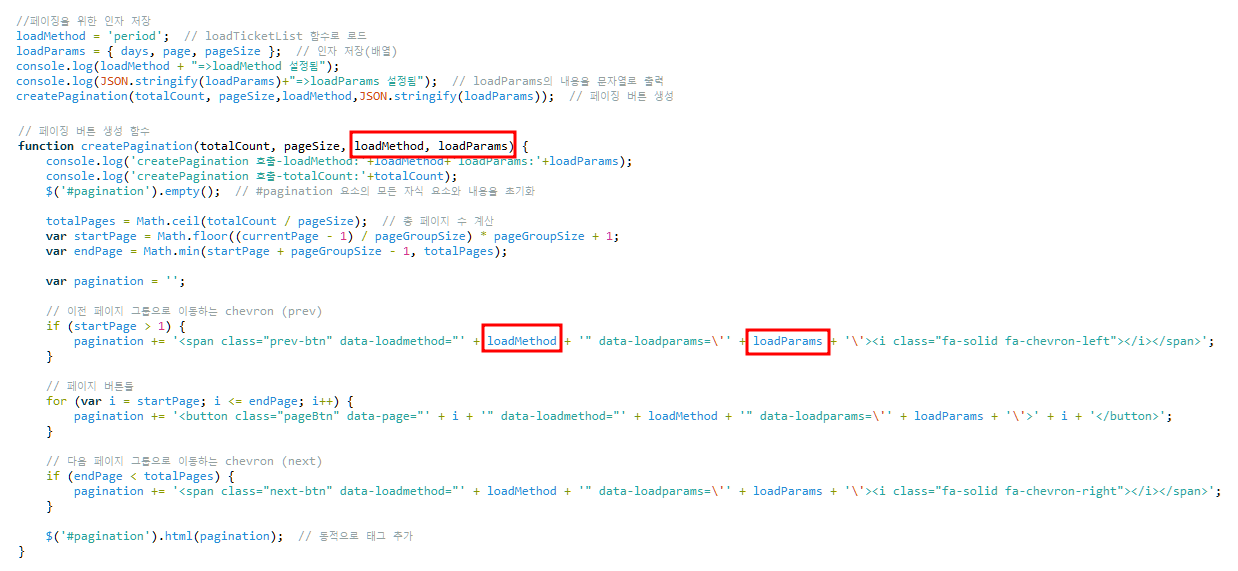 //페이징을 위한 인자 저장
loadMethod = 'period';  // loadTicketList 함수로 로드
loadParams = { days, page, pageSize };  // 인자 저장(배열)
console.log(loadMethod + "=>loadMethod 설정됨");
console.log(JSON.stringify(loadParams)+"=>loadParams 설정됨");  // loadParams의 내용을 문자열로 출력
createPagination(totalCount, pageSize,loadMethod,JSON.stringify(loadParams));  // 페이징 버튼 생성
// 페이징 버튼 생성 함수
function createPagination(totalCount, pageSize, loadMethod, loadParams) {
    console.log('createPagination 호출-loadMethod:'+loadMethod+'loadParams:'+loadParams);
    console.log('createPagination 호출-totalCount:'+totalCount);
    $('#pagination').empty();  // #pagination 요소의 모든 자식 요소와 내용을 초기화
    totalPages = Math.ceil(totalCount / pageSize);  // 총 페이지 수 계산
    var startPage = Math.floor((currentPage - 1) / pageGroupSize) * pageGroupSize + 1;
    var endPage = Math.min(startPage + pageGroupSize - 1, totalPages);
    var pagination = '';
    // 이전 페이지 그룹으로 이동하는 chevron (prev)
    if (startPage > 1) {
        pagination += '<span class="prev-btn" data-loadmethod="' + loadMethod + '" data-loadparams=\'' + loadParams + '\'><i class="fa-solid fa-chevron-left"></i></span>';
    }
    // 페이지 버튼들
    for (var i = startPage; i <= endPage; i++) {
        pagination += '<button class="pageBtn" data-page="' + i + '" data-loadmethod="' + loadMethod + '" data-loadparams=\'' + loadParams + '\'>' + i + '</button>';
    }
    // 다음 페이지 그룹으로 이동하는 chevron (next)
    if (endPage < totalPages) {
        pagination += '<span class="next-btn" data-loadmethod="' + loadMethod + '" data-loadparams=\'' + loadParams + '\'><i class="fa-solid fa-chevron-right"></i></span>';
    }
    $('#pagination').html(pagination);  // 동적으로 태그 추가
}